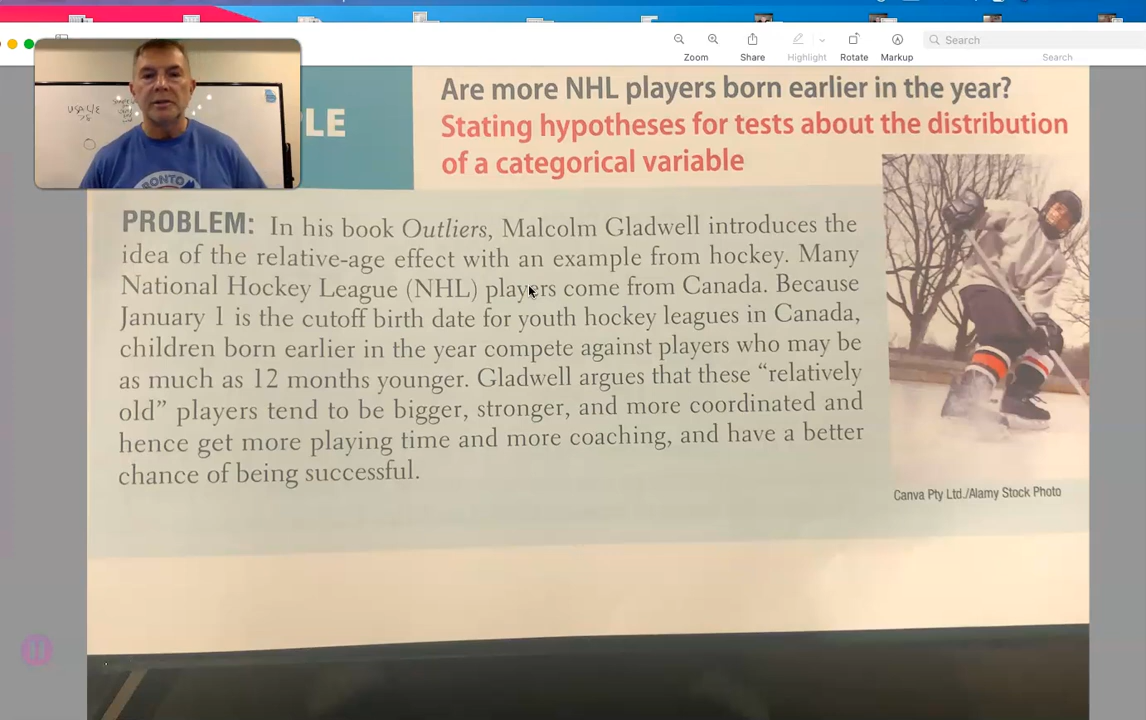 Zoom
Share
Highlight
Rotate
Markup
Search
Search
PLE
Are more NHL players born earlier in the year?
Stating hypotheses for tests about the distribution
of a categorical variable
PROBLEM: In his book Outliers, Malcolm Gladwell introduces the
idea of the relative-age effect with an example from hockey. Many
National Hockey League (NHL) players come from Canada. Because
January 1 is the cutoff birth date for youth hockey leagues in Canada,
children born earlier in the year compete against players who may be
as much as 12 months younger. Gladwell argues that these “relatively
old” players tend to be bigger, stronger, and more coordinated and
hence get more playing time and more coaching, and have a better
chance of being successful.
Canva Pty Ltd./Alamy Stock Photo